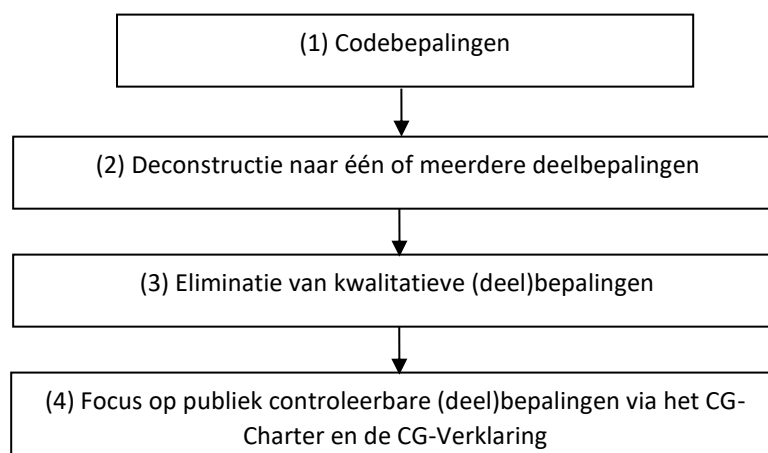 (1) Codebepalingen
(2) Deconstructie naar één of meerdere deelbepalingen
(3) Eliminatie van kwalitatieve (deel)bepalingen
(4) Focus op publiek controleerbare (deel)bepalingen via het CG-
Charter en de CG-Verklaring